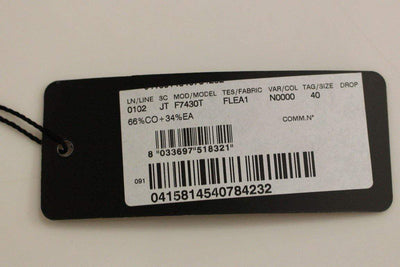 LN/LINE SC MOD/MODEL TES/FABRIC VAR/COL TAG/SIZE DROP
0102 JT F7430T FLEA1 N0000 40
66%CO+34%EA
COMM.N°
8 033697 518321
091
0415814540784232